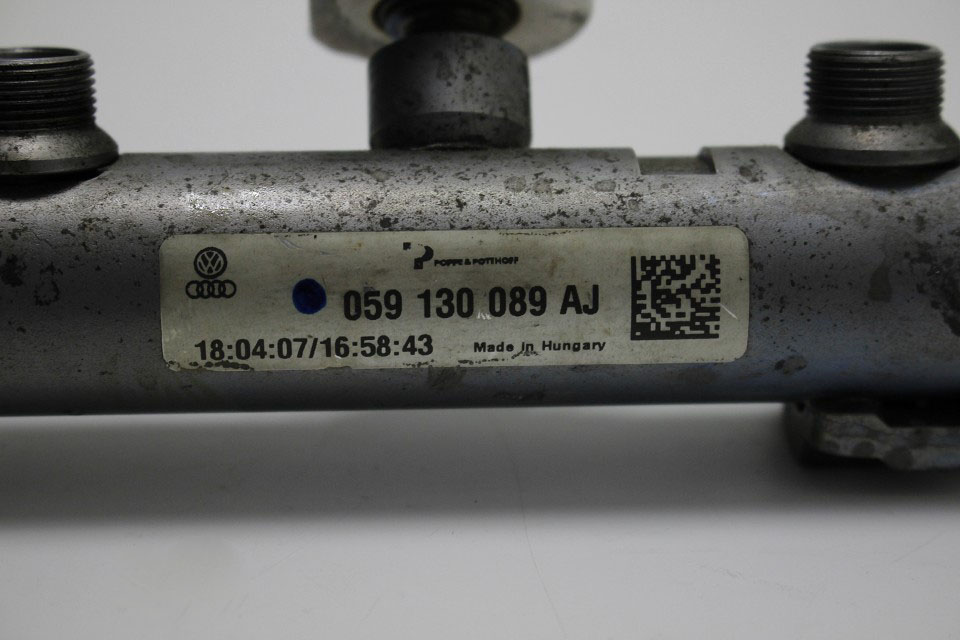 POPPE & POTTHOFF
059 130 089 AJ
18:04:07/16:58:43 Made in Hungary